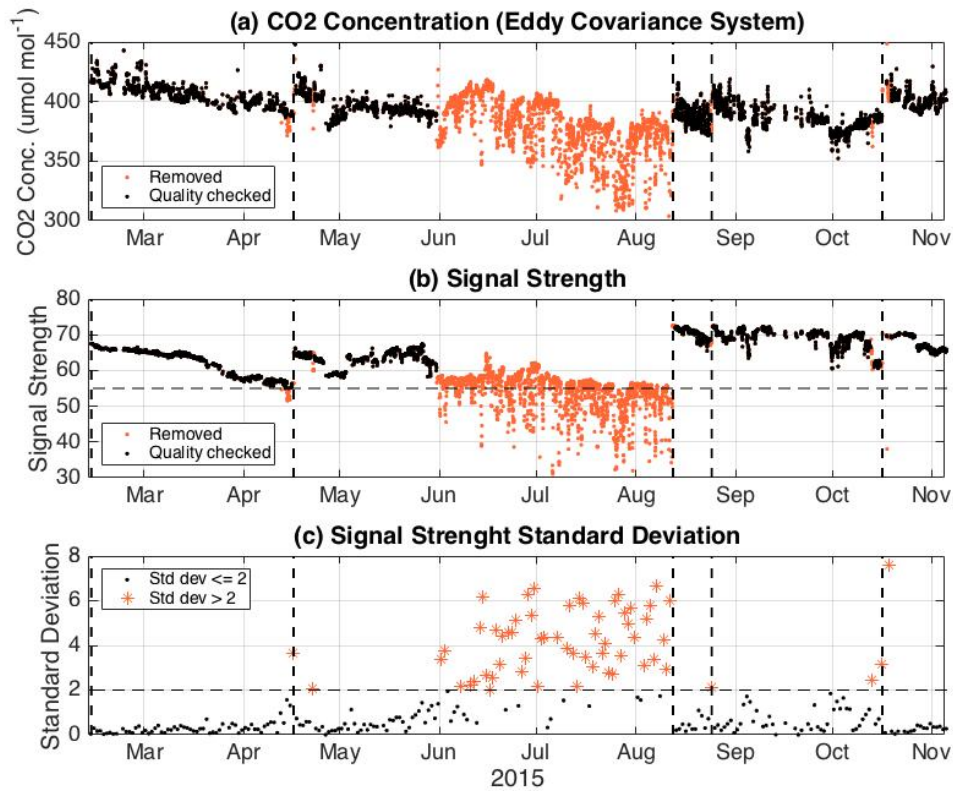 (a) CO2 Concentration (Eddy Covariance System)
CO2 Conc. (umol mol⁻¹)
450
400
350
300
Removed
Quality checked
Mar Apr May Jun Jul Aug Sep Oct Nov
(b) Signal Strength
Signal Strength
80
70
60
50
40
30
Removed
Quality checked
Mar Apr May Jun Jul Aug Sep Oct Nov
(c) Signal Strenght Standard Deviation
Standard Deviation
8
6
4
2
0
Std dev <= 2
Std dev > 2
Mar Apr May Jun Jul Aug Sep Oct Nov
2015